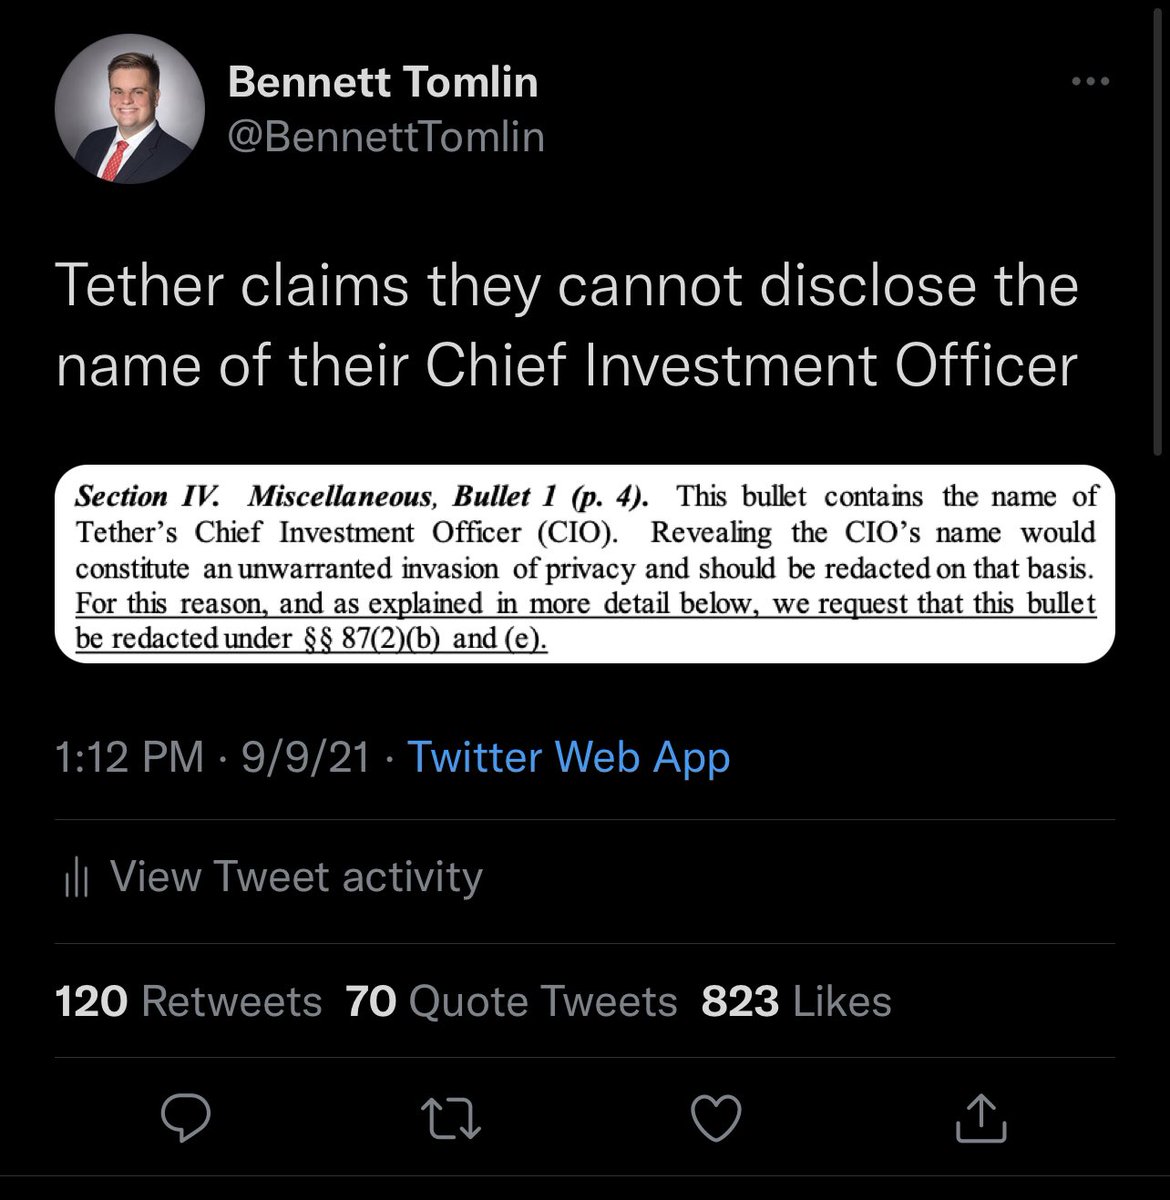 Bennett Tomlin
@BennettTomlin
Tether claims they cannot disclose the
name of their Chief Investment Officer
Section IV. Miscellaneous, Bullet 1 (p. 4). This bullet contains the name of
Tether's Chief Investment Officer (CIO). Revealing the CIO's name would
constitute an unwarranted invasion of privacy and should be redacted on that basis.
For this reason, and as explained in more detail below, we request that this bullet
be redacted under §§ 87(2)(b) and (e).
1:12 PM · 9/9/21 · Twitter Web App
View Tweet activity
120 Retweets 70 Quote Tweets 823 Likes